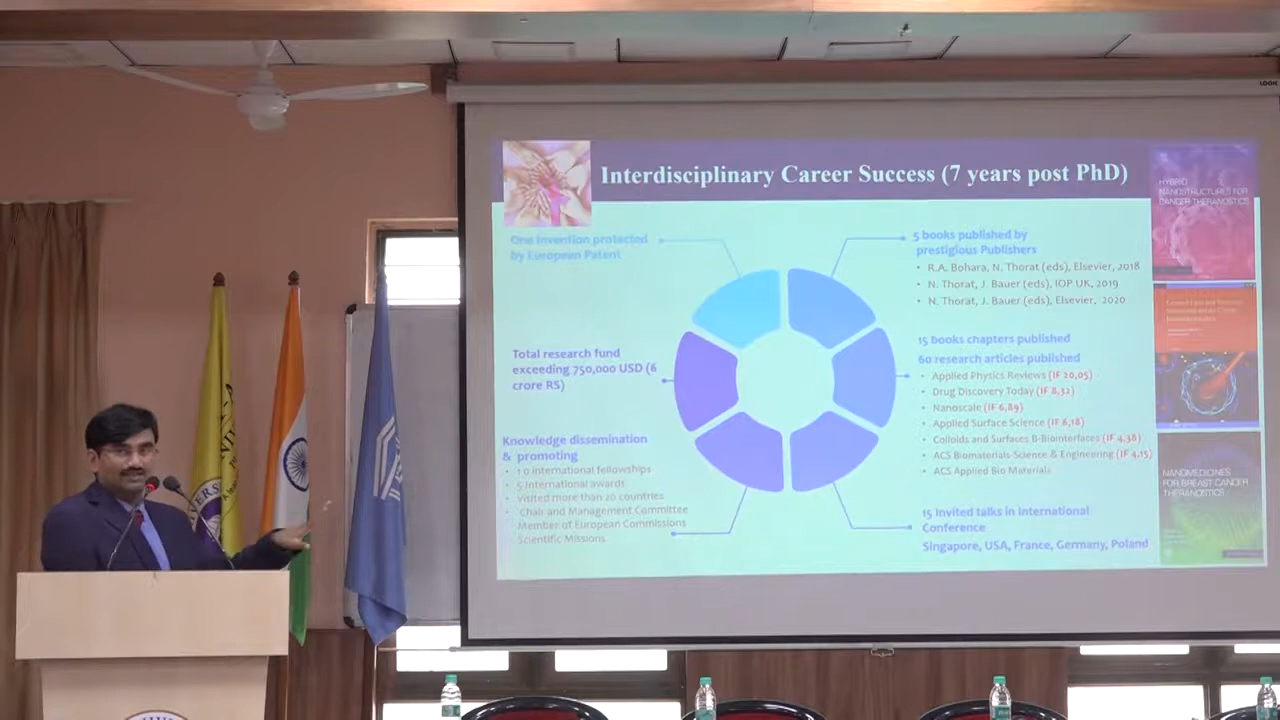 LOGIC
Interdisciplinary Career Success (7 years post PhD)
One Invention protected
by European Patent
Total research fund
exceeding 750,000 USD (6
crore RS)
Knowledge dissemination
& promoting
• 10 international fellowships
• 5 International awards
• Visited more than 20 countries
• Chair and Management Committee
• Member of European Commissions
• Scientific Missions
5 books published by
prestigious Publishers
• R.A. Bohara, N. Thorat (eds), Elsevier, 2018
• N. Thorat, J. Bauer (eds), IOP UK, 2019
• N. Thorat, J. Bauer (eds), Elsevier, 2020
15 books chapters published
60 research articles published
• Applied Physics Reviews (IF 20,05)
• Drug Discovery Today (IF 8,32)
• Nanoscale (IF 6,89)
• Applied Surface Science (IF 6,18)
• Colloids and Surfaces B-Biointerfaces (IF 4,38)
• ACS Biomaterials Science & Engineering (IF 4,15)
• ACS Applied Bio Materials
15 Invited talks in International
Conference
Singapore, USA, France, Germany, Poland
HYBRID
NANOSTRUCTURES FOR
CANCER THERANOSTICS
NANOMEDICINES
FOR BREAST CANCER
THERANOSTICS